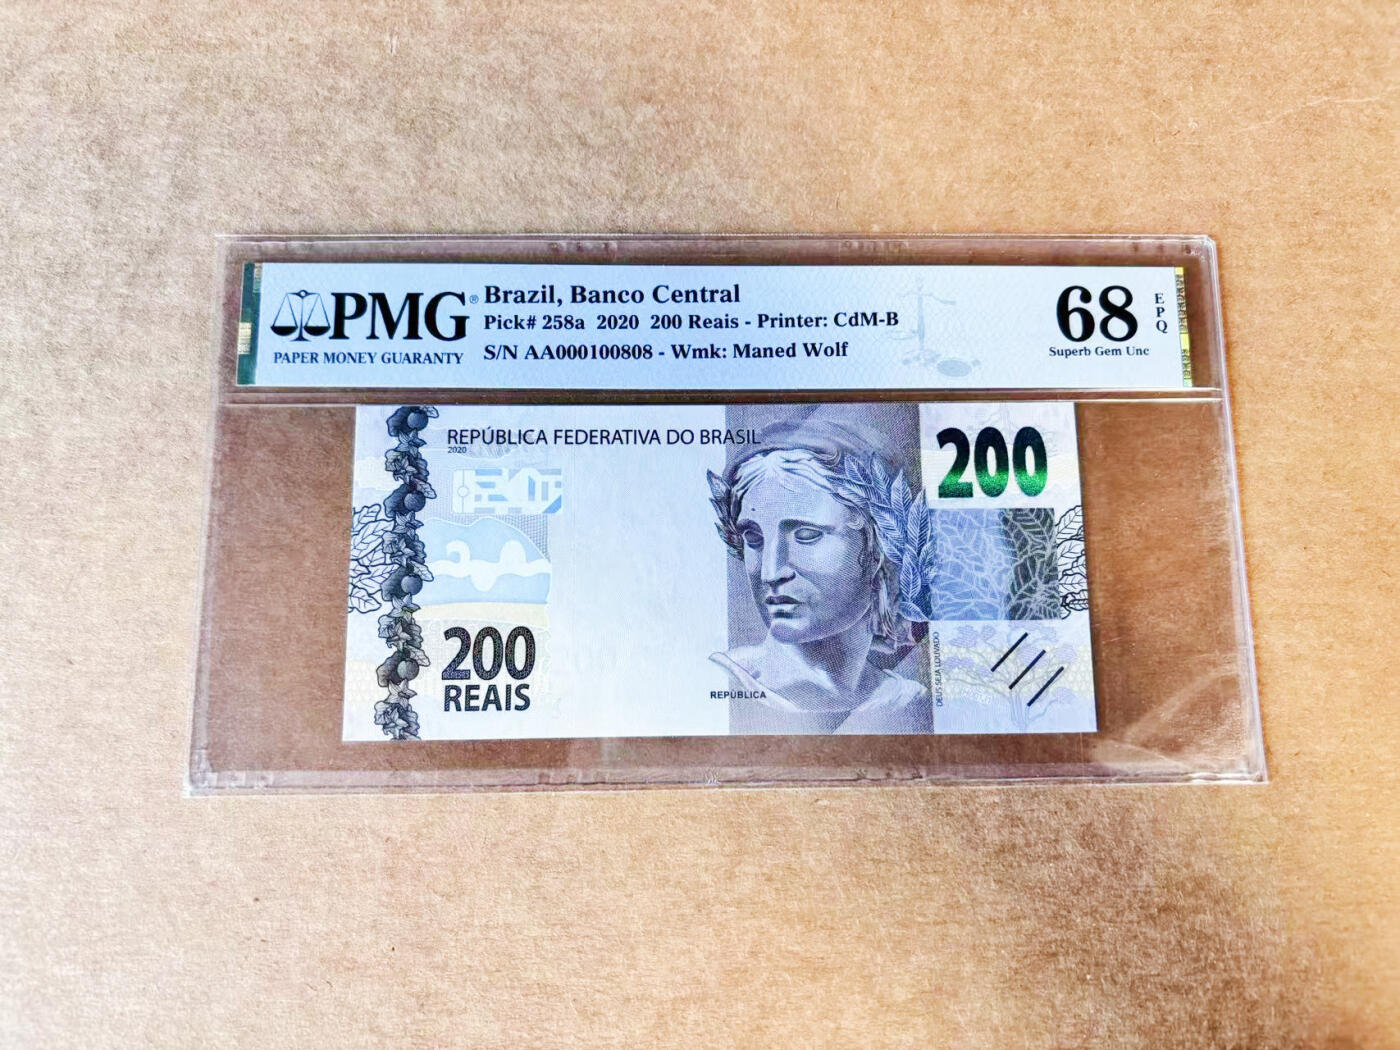 PMG®
PAPER MONEY GUARANTY
Brazil, Banco Central
Pick# 258a 2020 200 Reais - Printer: CdM-B
S/N AA000100808 - Wmk: Maned Wolf
68
Superb Gem Unc
EPQ
REPÚBLICA FEDERATIVA DO BRASIL
2020
200
200
REAIS
REPÚBLICA
DEUS SEJA LOUVADO